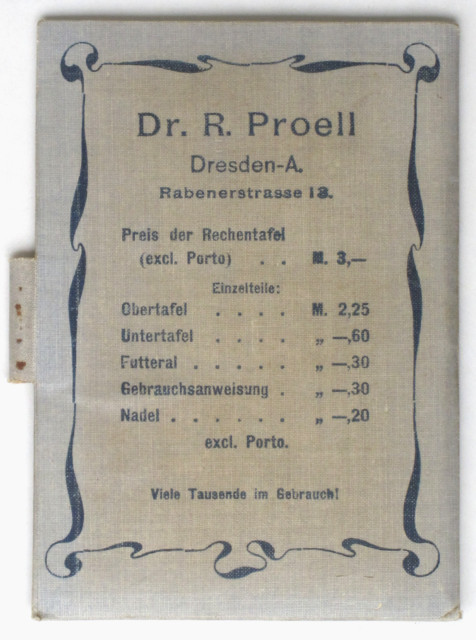 Dr. R. Proell
Dresden-A.
Rabenerstrasse 13.
Preis der Rechentafel
(excl. Porto) . . M. 3,—
Einzelteile:
Obertafel . . . . M. 2,25
Untertafel . . . . „ —,60
Futteral . . . . . „ —,30
Gebrauchsanweisung . „ —,30
Nadel . . . . . . „ —,20
excl. Porto.
Viele Tausende im Gebrauch!